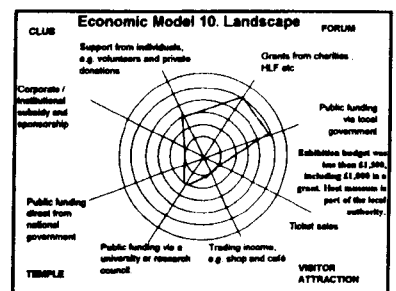 Economic Model 10. Landscape
CLUB
FORUM
Support from individuals,
e.g. volunteers and private
donations
Grants from charities
HLF etc
Corporate /
Institutional
subsidy and
sponsorship
Public funding
via local
government
Exhibition budget was
less than £1,500,
including £1,000 in a
grant. Host museum is
part of the local
authority.
Public funding
direct from
national
government
Ticket sales
Public funding via a
university or research
council
Trading income,
e.g. shop and café
TEMPLE
VISITOR
ATTRACTION